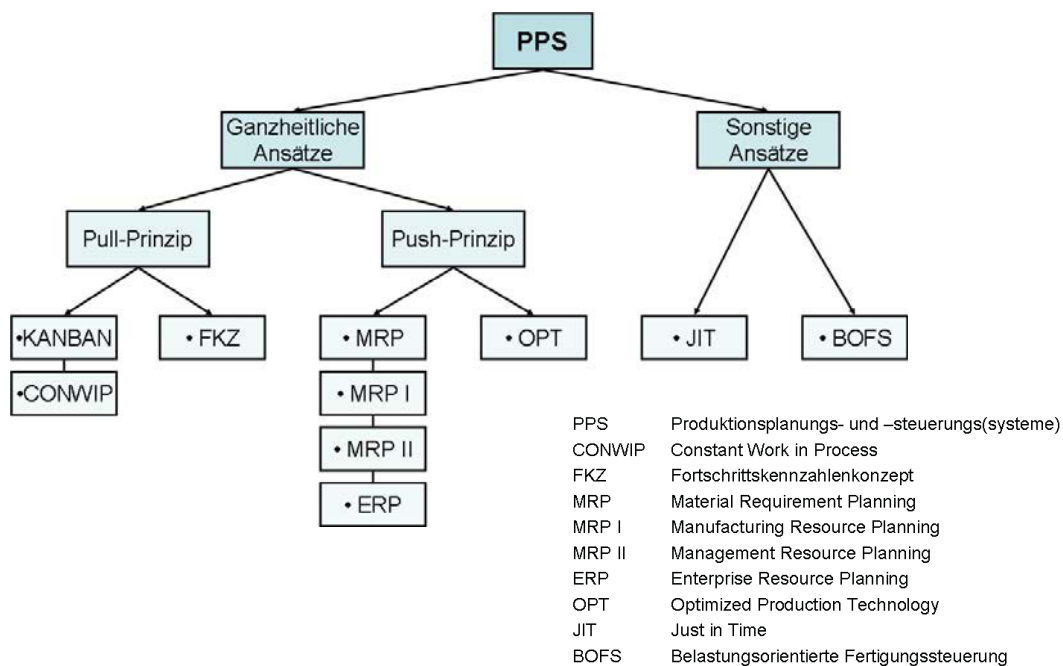 PPS
Ganzheitliche
Ansätze
Sonstige
Ansätze
Pull-Prinzip
Push-Prinzip
•KANBAN
• FKZ
• MRP
• OPT
• JIT
• BOFS
•CONWIP
• MRP I
• MRP II
• ERP
PPS Produktionsplanungs- und –steuerungs(systeme)
CONWIP Constant Work in Process
FKZ Fortschrittskennzahlenkonzept
MRP Material Requirement Planning
MRP I Manufacturing Resource Planning
MRP II Management Resource Planning
ERP Enterprise Resource Planning
OPT Optimized Production Technology
JIT Just in Time
BOFS Belastungsorientierte Fertigungssteuerung